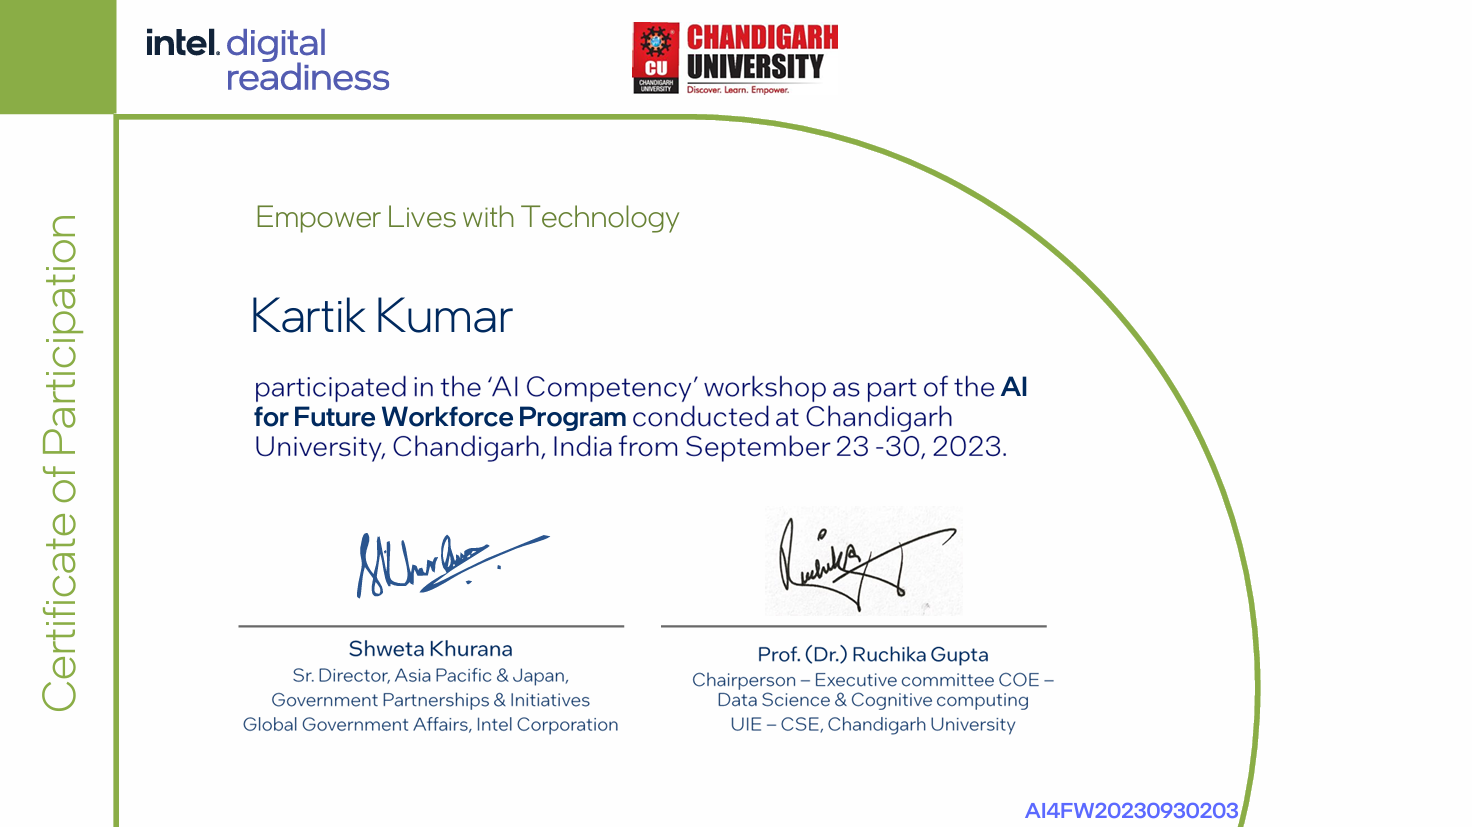 intel. digital
readiness
CU
CHANDIGARH
UNIVERSITY
CHANDIGARH
UNIVERSITY
Discover. Learn. Empower.
Certificate of Participation
Empower Lives with Technology
Kartik Kumar
participated in the ‘AI Competency’ workshop as part of the AI
for Future Workforce Program conducted at Chandigarh
University, Chandigarh, India from September 23 -30, 2023.
Shweta Khurana
Sr. Director, Asia Pacific & Japan,
Government Partnerships & Initiatives
Global Government Affairs, Intel Corporation
Ruchika
Prof. (Dr.) Ruchika Gupta
Chairperson – Executive committee COE –
Data Science & Cognitive computing
UIE – CSE, Chandigarh University
AI4FW20230930203